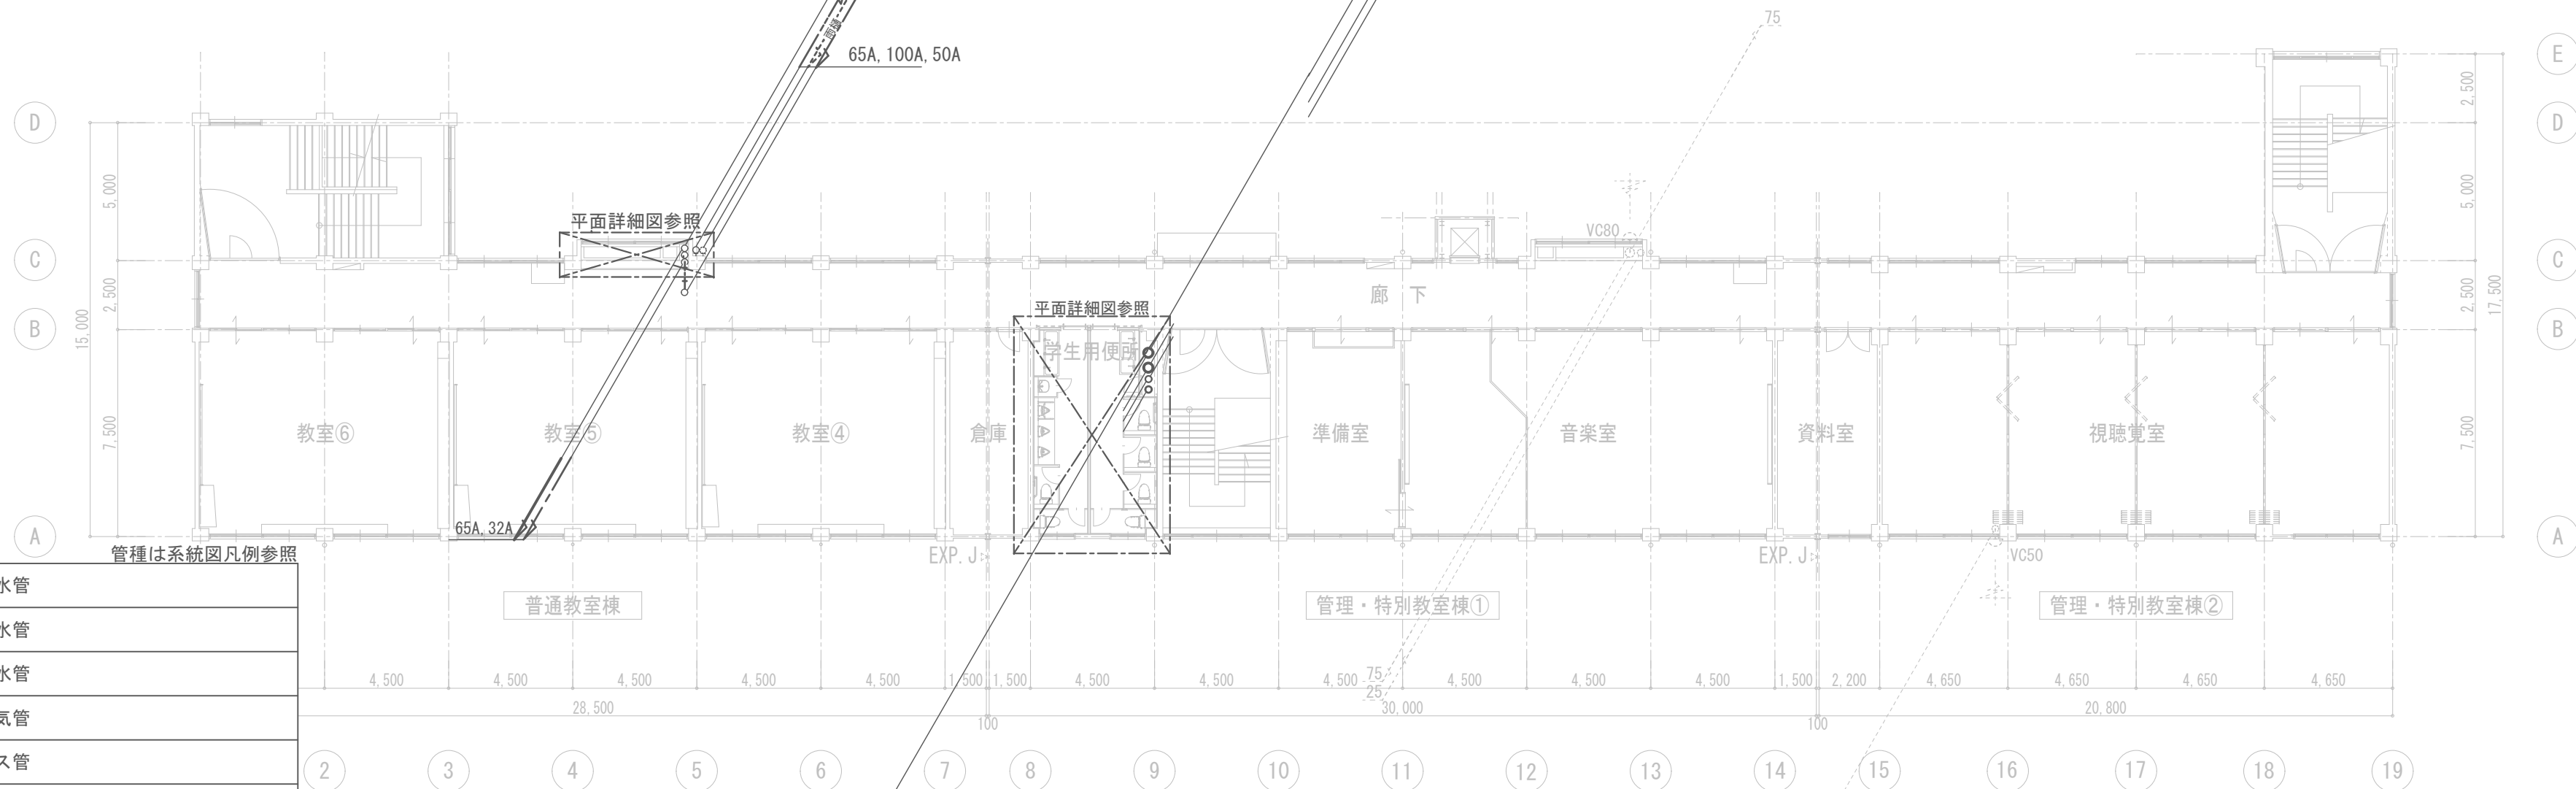 75
65A, 100A, 50A
E
2,500
D
D
平面詳細図参照
5,000
5,000
VC80
C
C
2,500
廊 下
2,500
17,500
平面詳細図参照
15,000
B
B
学生用便所
7,500
7,500
教室⑥
教室⑤
教室④
倉庫
準備室
音楽室
資料室
視聴覚室
65A, 32A
A
A
管種は系統図凡例参照
EXP. J
EXP. J
VC50
水管
普通教室棟
管理・特別教室棟①
管理・特別教室棟②
水管
水管
4,500 4,500 4,500 4,500 4,500 1,500 1,500 4,500 4,500 4,500 4,500 4,500 4,500 1,500 2,200 4,650 4,650 4,650 4,650
75
25
気管
28,500 30,000 20,800
100 100
ス管
2 3 4 5 6 7 8 9 10 11 12 13 14 15 16 17 18 19